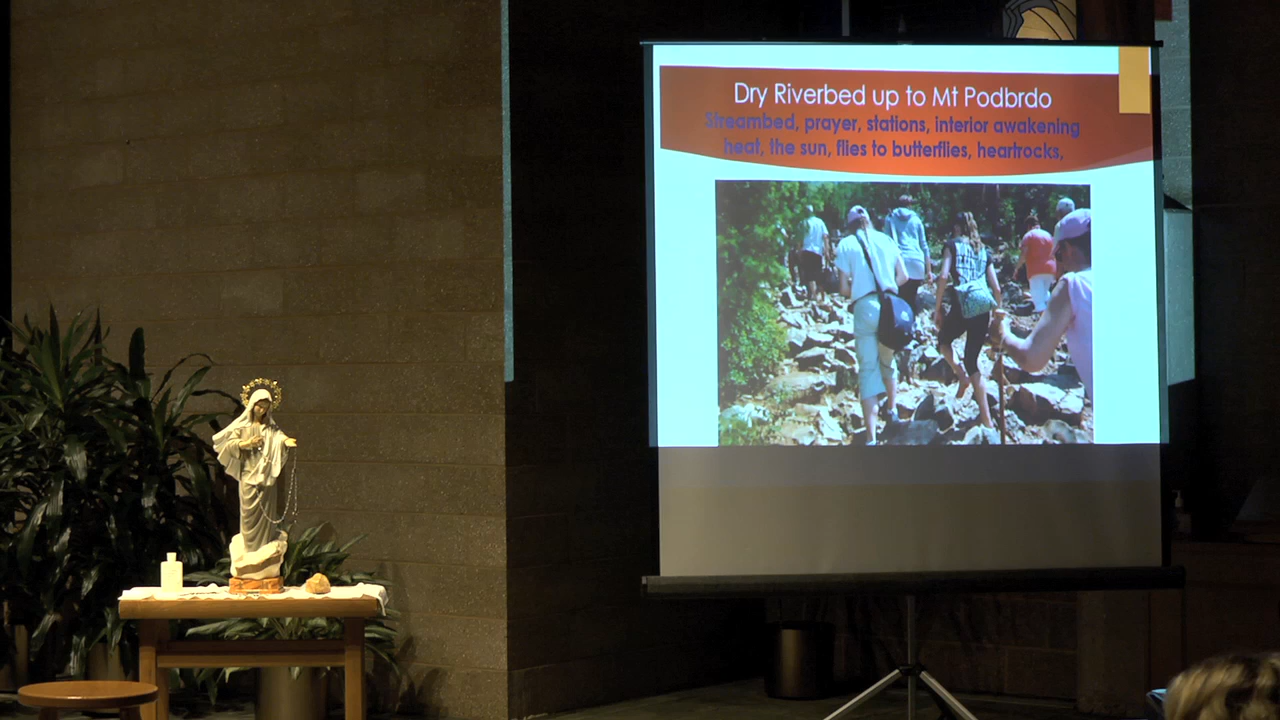 Dry Riverbed up to Mt Podbrdo
Streambed, prayer, stations, interior awakening
heat, the sun, flies to butterflies, heartrocks,